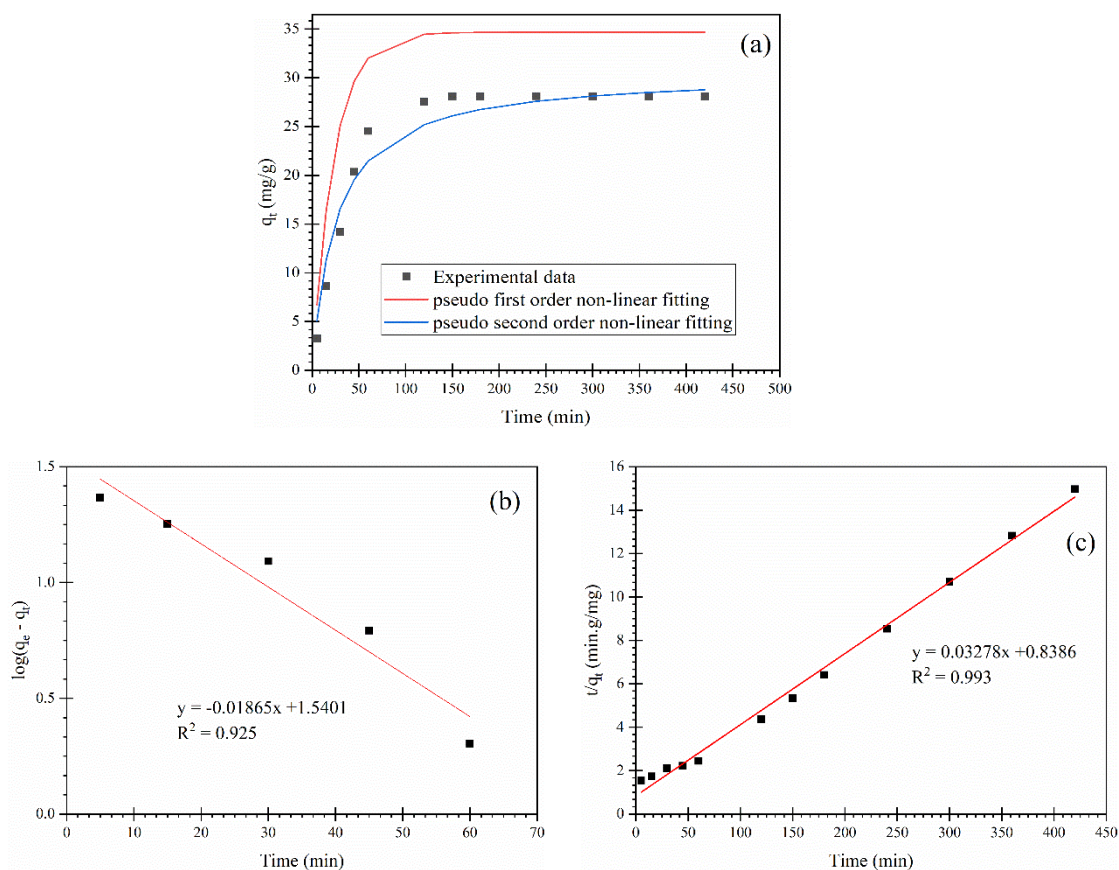 (a)
35
30
25
20
15
10
5
0
q_t (mg/g)
Experimental data
pseudo first order non-linear fitting
pseudo second order non-linear fitting
0 50 100 150 200 250 300 350 400 450 500
Time (min)
(b)
1.5
1.0
0.5
0.0
log(q_e - q_t)
y = -0.01865x +1.5401
R² = 0.925
0 10 20 30 40 50 60 70
Time (min)
(c)
16
14
12
10
8
6
4
2
0
t/q_t (min.g/mg)
y = 0.03278x +0.8386
R² = 0.993
0 50 100 150 200 250 300 350 400 450
Time (min)